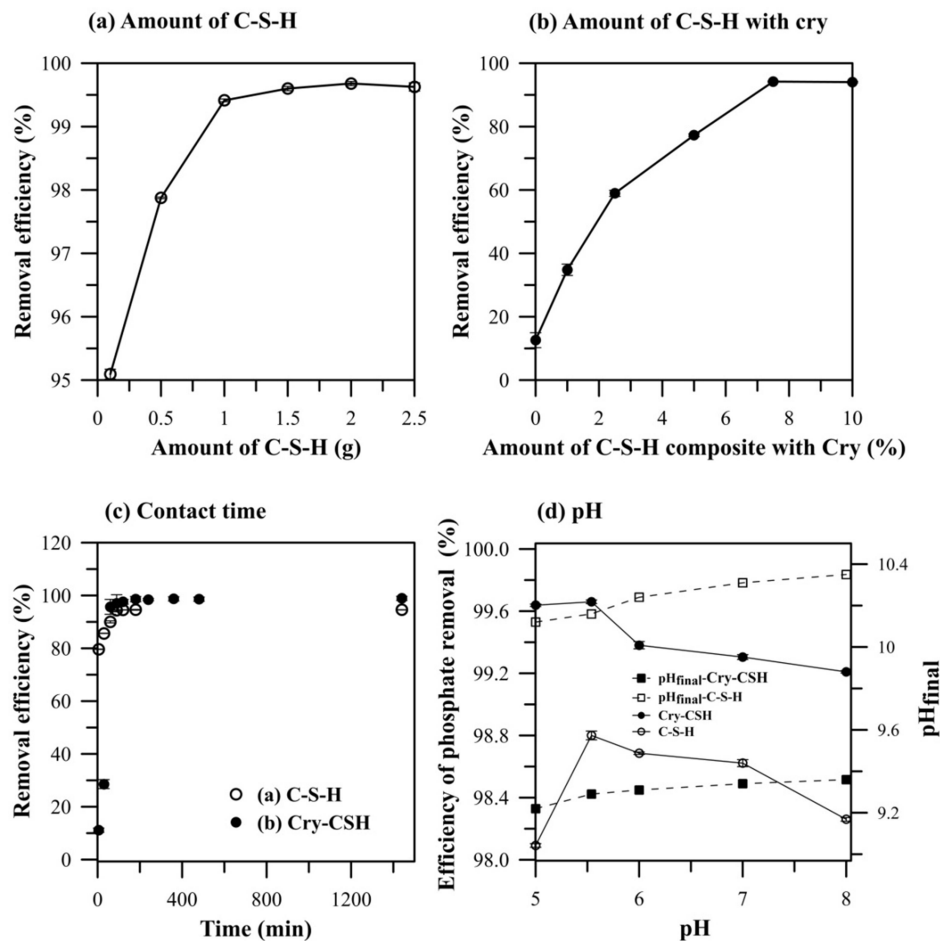 (a) Amount of C-S-H
Removal efficiency (%)
100
99
98
97
96
95
0
0.5
1
1.5
2
2.5
Amount of C-S-H (g)
(b) Amount of C-S-H with cry
Removal efficiency (%)
100
80
60
40
20
0
0
2
4
6
8
10
Amount of C-S-H composite with Cry (%)
(c) Contact time
Removal efficiency (%)
120
100
80
60
40
20
0
(a) C-S-H
(b) Cry-CSH
0
400
800
1200
Time (min)
(d) pH
Efficiency of phosphate removal (%)
100.0
99.6
99.2
98.8
98.4
98.0
pHfinal-Cry-CSH
pHfinal-C-S-H
Cry-CSH
C-S-H
10.4
10
9.6
9.2
pHfinal
5
6
7
8
pH